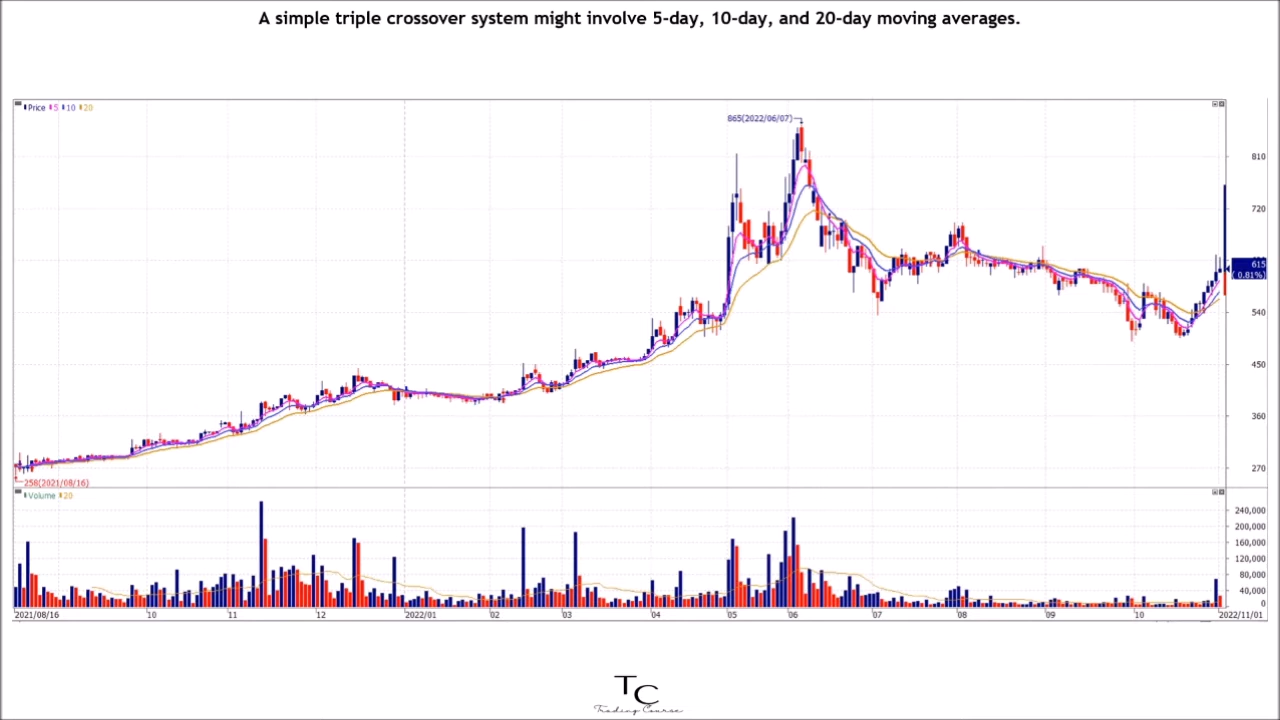 A simple triple crossover system might involve 5-day, 10-day, and 20-day moving averages.
Price 5 10 20
865(2022/06/07)
810
720
615
( 0.81%)
540
450
360
270
258(2021/08/16)
Volume 20
240,000
200,000
160,000
120,000
80,000
40,000
0
2021/08/16 10 11 12 2022/01 02 03 04 05 06 07 08 09 10 2022/11/01
TC
Trading Course